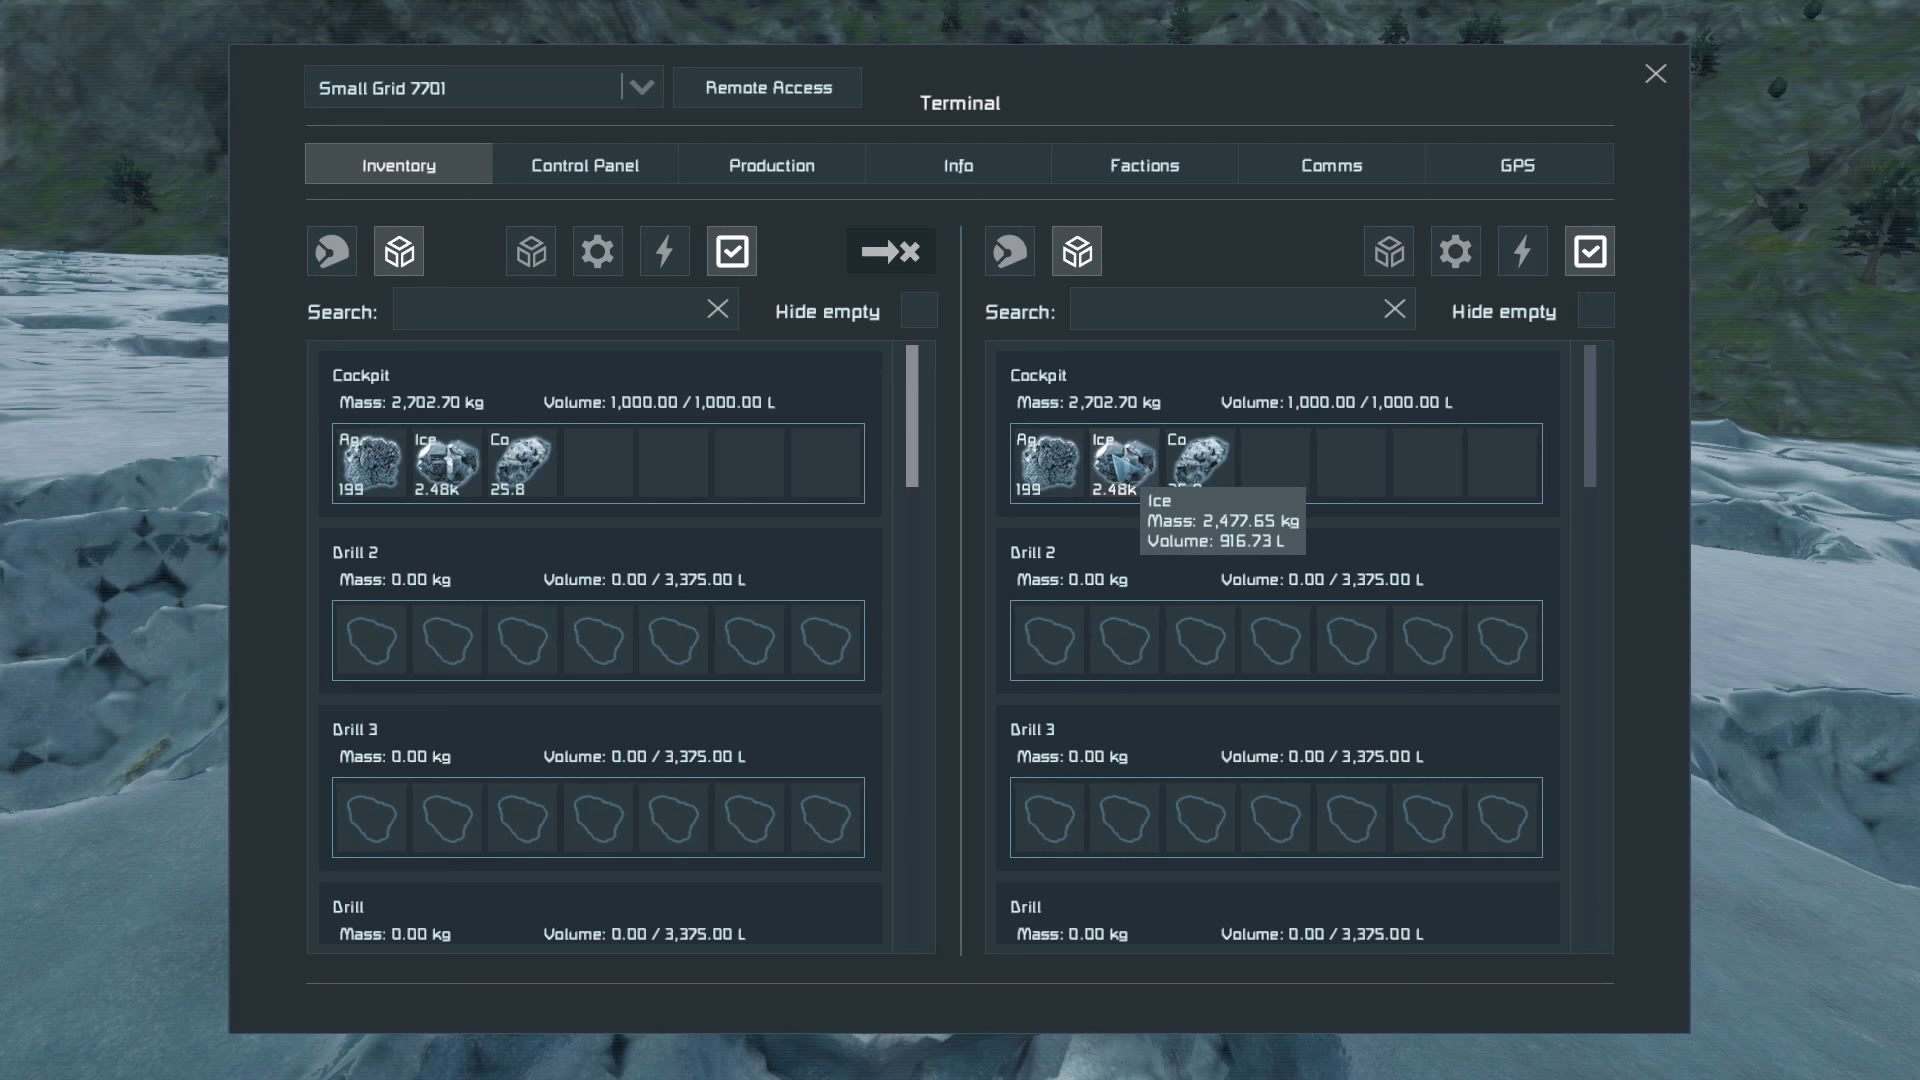 Small Grid 7701
Remote Access
Terminal
Inventory
Control Panel
Production
Info
Factions
Comms
GPS
Search:
Hide empty
Cockpit
Mass: 2,702.70 kg
Volume: 1,000.00 / 1,000.00 L
Ag
Ice
Co
199
2.48k
25.8
Drill 2
Mass: 0.00 kg
Volume: 0.00 / 3,375.00 L
Drill 3
Mass: 0.00 kg
Volume: 0.00 / 3,375.00 L
Drill
Mass: 0.00 kg
Volume: 0.00 / 3,375.00 L
Search:
Hide empty
Cockpit
Mass: 2,702.70 kg
Volume: 1,000.00 / 1,000.00 L
Ag
Ice
Co
199
2.48k
Ice
Mass: 2,477.65 kg
Volume: 916.73 L
Drill 2
Mass: 0.00 kg
Volume: 0.00 / 3,375.00 L
Drill 3
Mass: 0.00 kg
Volume: 0.00 / 3,375.00 L
Drill
Mass: 0.00 kg
Volume: 0.00 / 3,375.00 L